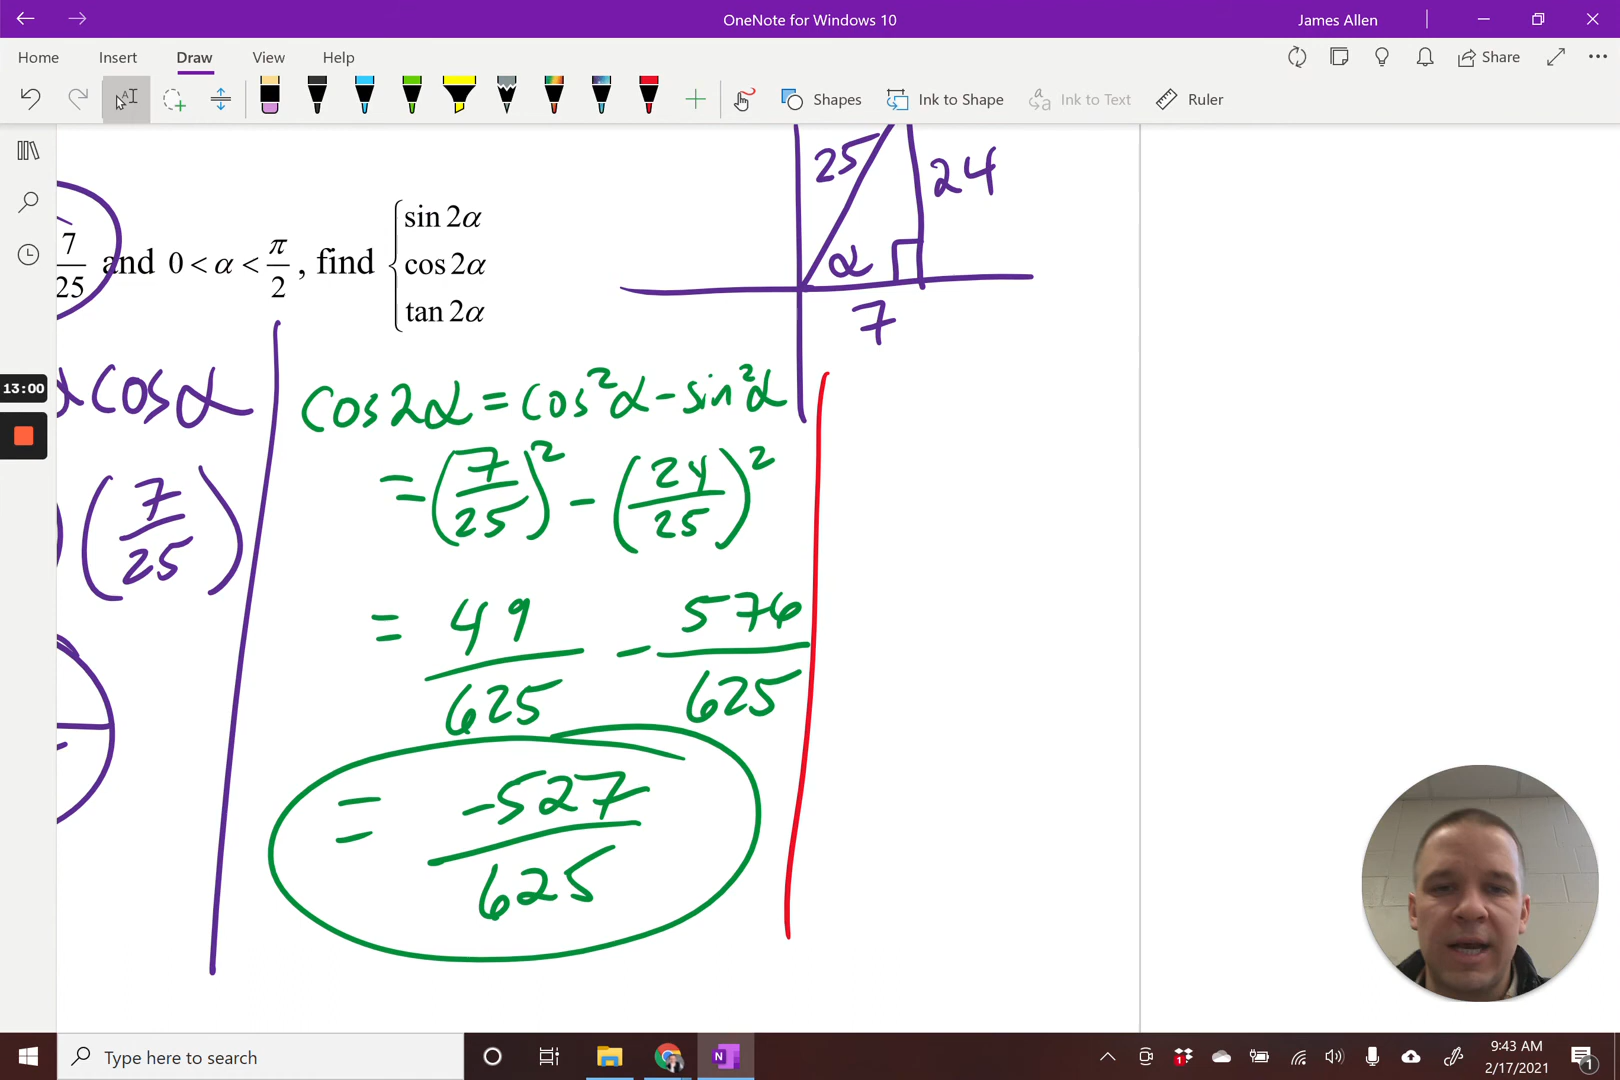 OneNote for Windows 10
James Allen
Home Insert Draw View Help
Share
Shapes Ink to Shape Ink to Text Ruler
25
24
α
7
7/25 and 0 < α < π/2, find { sin 2α
cos 2α
tan 2α
13:00
cos α
(7/25)
cos2α = cos²α - sin²α
= (7/25)² - (24/25)²
= 49/625 - 576/625
= -527/625
Type here to search
9:43 AM
2/17/2021
1
1